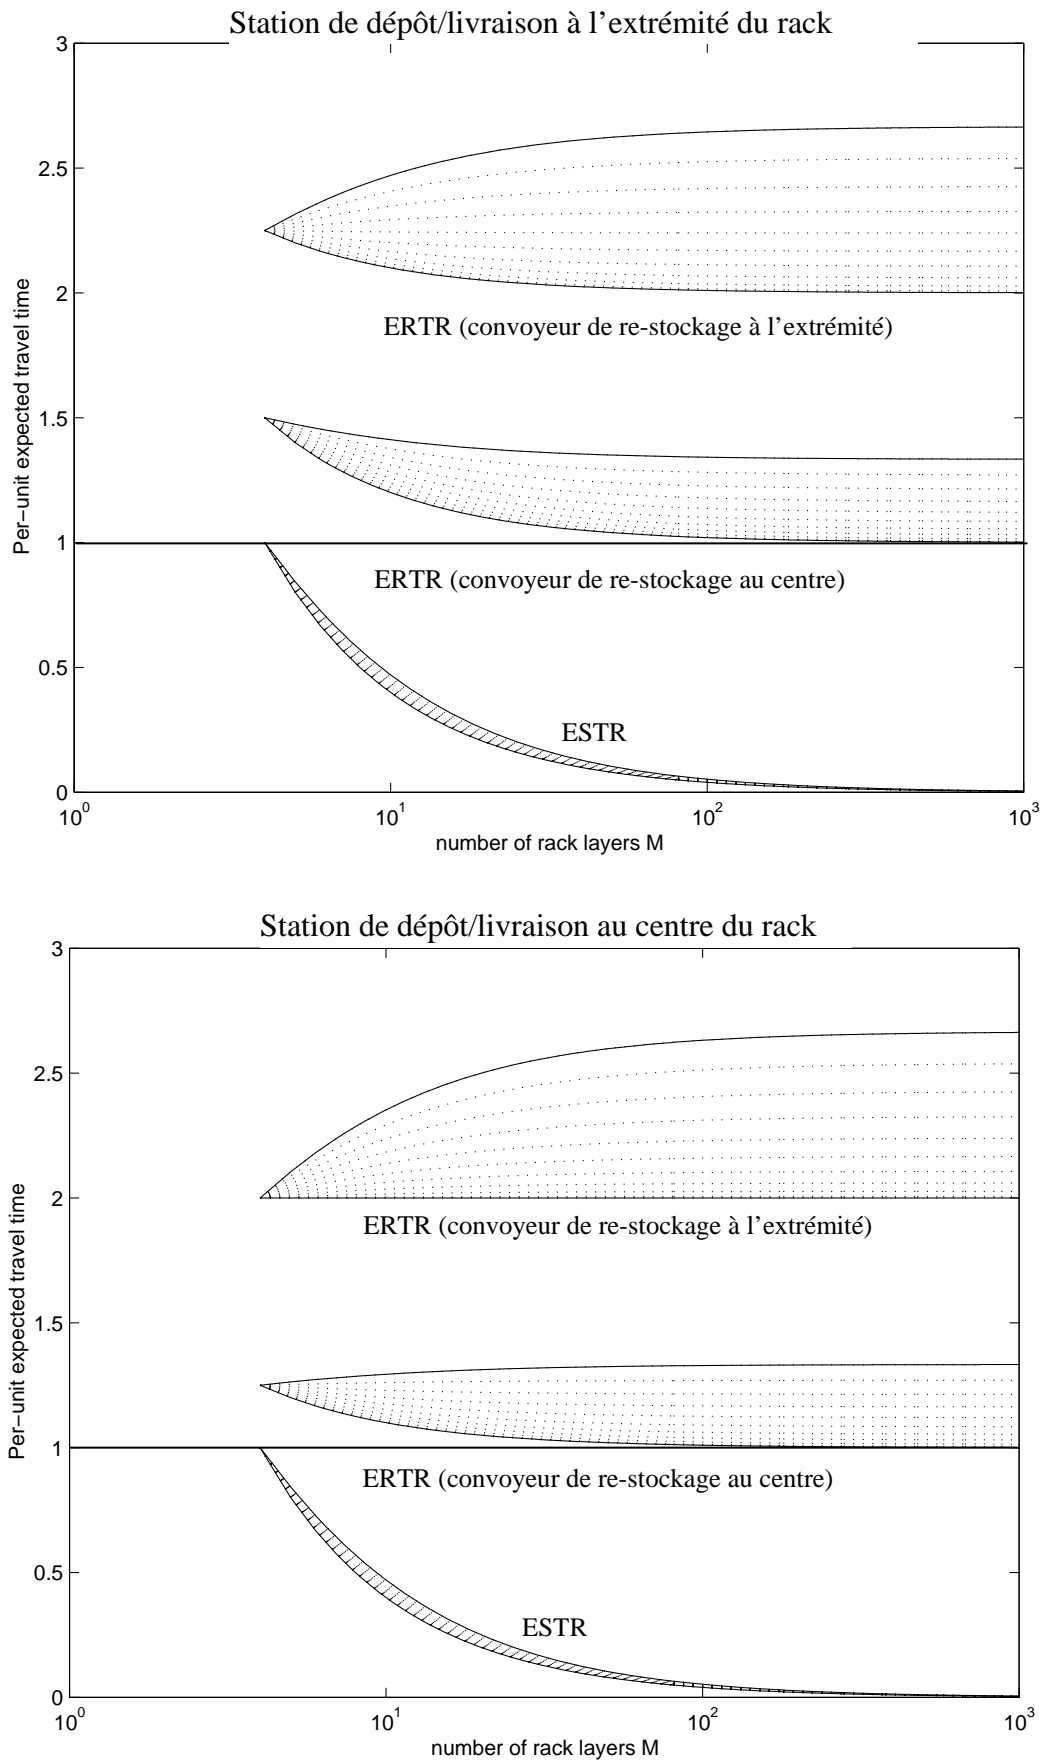 Station de dépôt/livraison à l’extrémité du rack
3
2.5
2
1.5
1
0.5
0
Per−unit expected travel time
ERTR (convoyeur de re-stockage à l’extrémité)
ERTR (convoyeur de re-stockage au centre)
ESTR
10^0 10^1 10^2 10^3
number of rack layers M
Station de dépôt/livraison au centre du rack
3
2.5
2
1.5
1
0.5
0
Per−unit expected travel time
ERTR (convoyeur de re-stockage à l’extrémité)
ERTR (convoyeur de re-stockage au centre)
ESTR
10^0 10^1 10^2 10^3
number of rack layers M